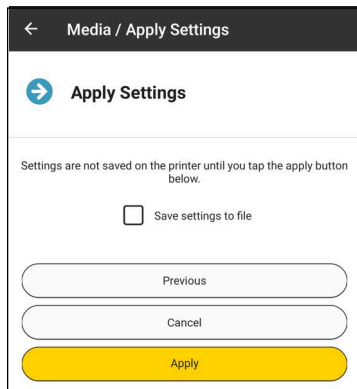 Media / Apply Settings
Apply Settings
Settings are not saved on the printer until you tap the apply button
below.
Save settings to file
Previous
Cancel
Apply